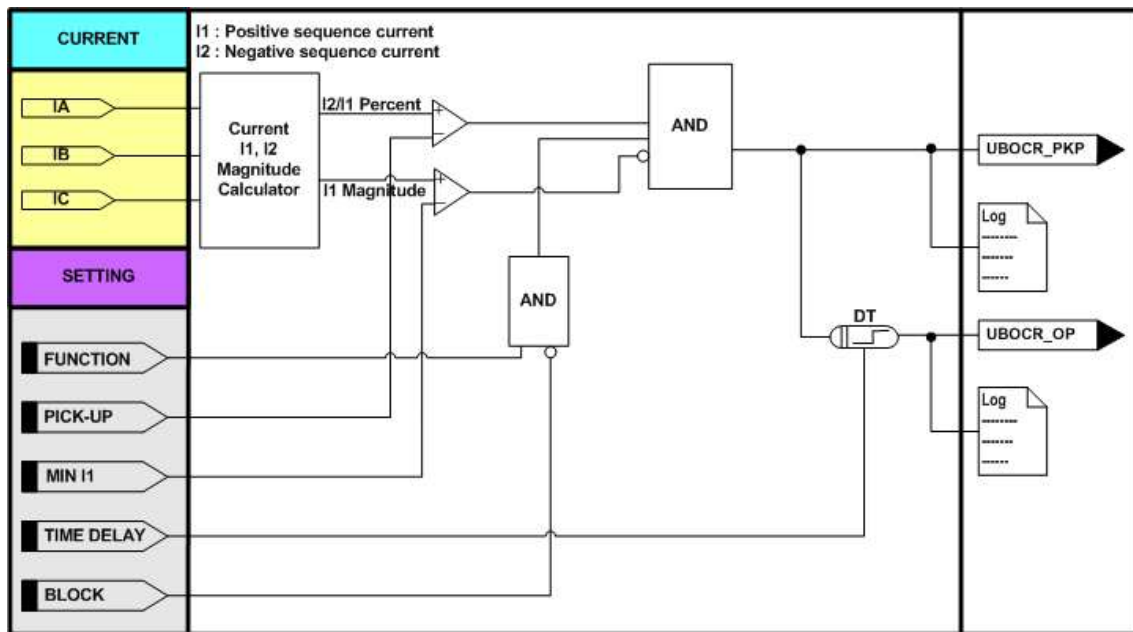 CURRENT
I1 : Positive sequence current
I2 : Negative sequence current
IA
IB
IC
Current
I1, I2
Magnitude
Calculator
I2/I1 Percent
I1 Magnitude
+
-
+
-
AND
UBOCR_PKP
Log
SETTING
AND
DT
UBOCR_OP
Log
FUNCTION
PICK-UP
MIN I1
TIME DELAY
BLOCK